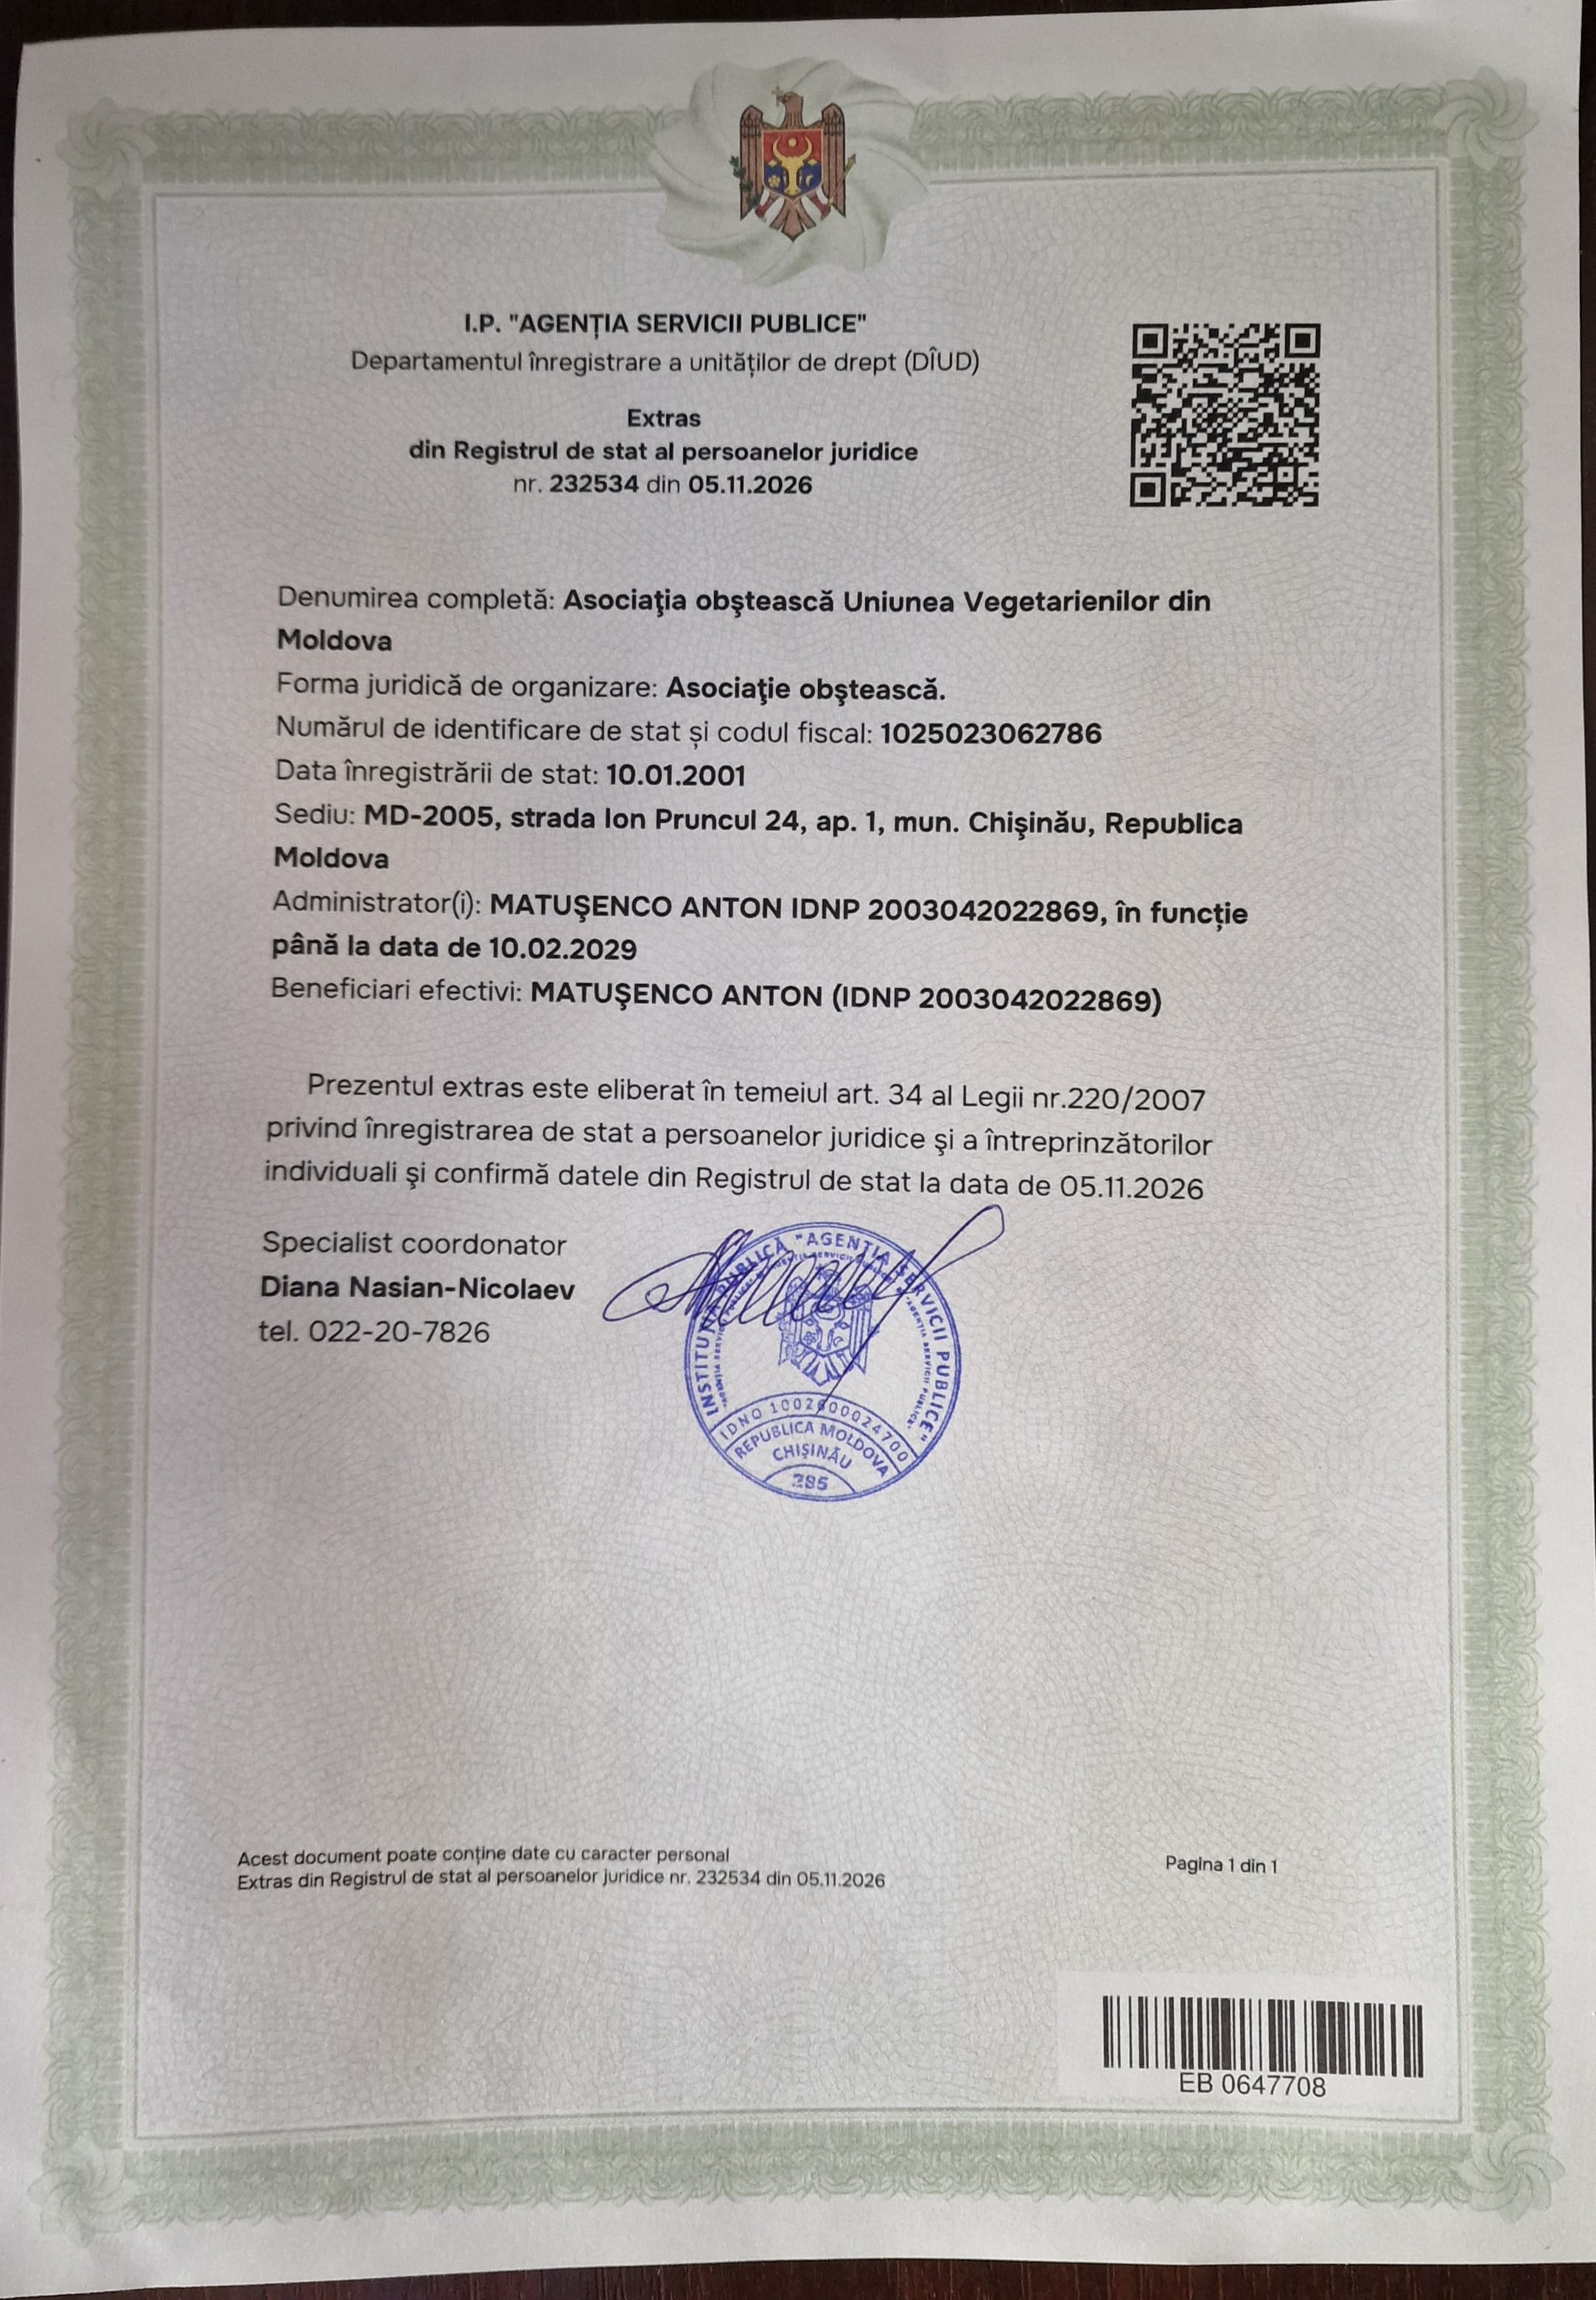 I.P. "AGENȚIA SERVICII PUBLICE"
Departamentul înregistrare a unităților de drept (DÎUD)
Extras
din Registrul de stat al persoanelor juridice
nr. 232534 din 05.11.2026
Denumirea completă: Asociaţia obştească Uniunea Vegetarienilor din
Moldova
Forma juridică de organizare: Asociaţie obştească.
Numărul de identificare de stat și codul fiscal: 1025023062786
Data înregistrării de stat: 10.01.2001
Sediu: MD-2005, strada Ion Pruncul 24, ap. 1, mun. Chişinău, Republica
Moldova
Administrator(i): MATUŞENCO ANTON IDNP 2003042022869, în funcție
până la data de 10.02.2029
Beneficiari efectivi: MATUŞENCO ANTON (IDNP 2003042022869)
Prezentul extras este eliberat în temeiul art. 34 al Legii nr.220/2007
privind înregistrarea de stat a persoanelor juridice şi a întreprinzătorilor
individuali şi confirmă datele din Registrul de stat la data de 05.11.2026
Specialist coordonator
Diana Nasian-Nicolaev
tel. 022-20-7826
"AGENȚIA SERVICII PUBLICE"
IDNO 1002600024700
REPUBLICA MOLDOVA
CHIŞINĂU
285
Acest document poate conține date cu caracter personal
Extras din Registrul de stat al persoanelor juridice nr. 232534 din 05.11.2026
Pagina 1 din 1
EB 0647708